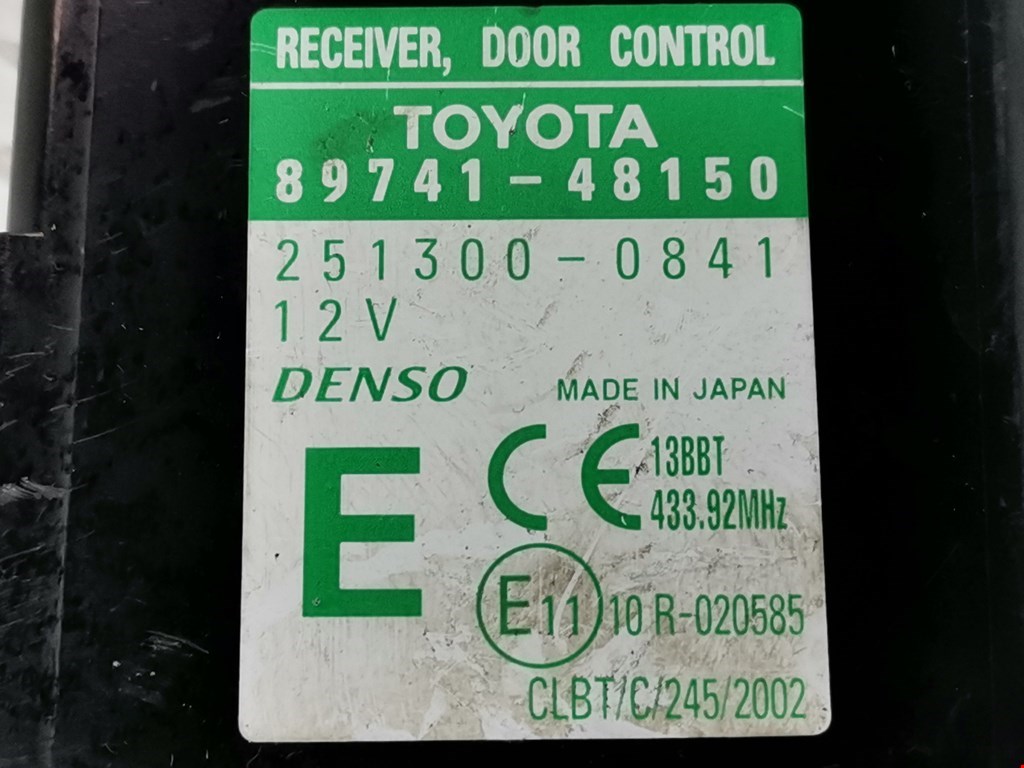 RECEIVER, DOOR CONTROL
TOYOTA
89741-48150
251300-0841
12V
DENSO MADE IN JAPAN
E CE 13BBT
433.92MHz
E11 10 R-020585
CLBT/C/245/2002